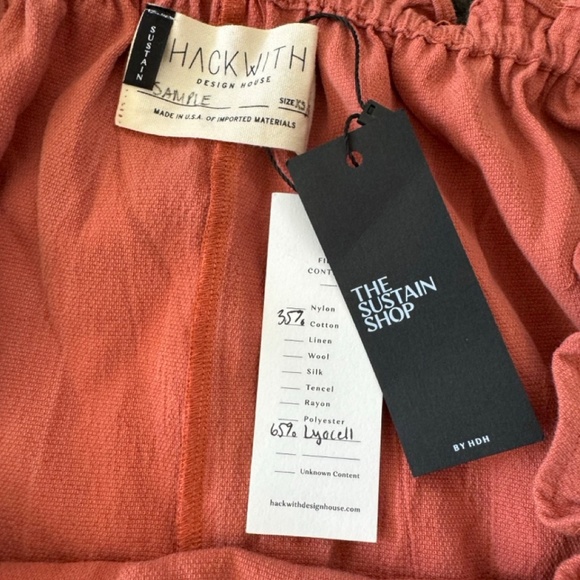 SUSTAIN
HACKWITH
DESIGN HOUSE
SAMPLE
SIZE XS
MADE IN U.S.A. OF IMPORTED MATERIALS
THE
SUSTAIN
SHOP
BY HDH
Nylon
35% Cotton
Linen
Wool
Silk
Tencel
Rayon
Polyester
65% Lyocell
Unknown Content
hackwithdesignhouse.com